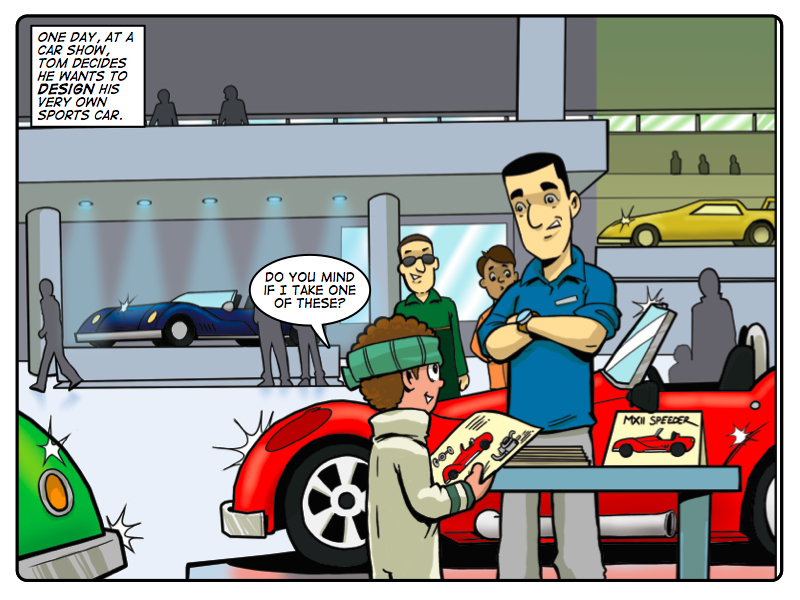 ONE DAY, AT A
CAR SHOW,
TOM DECIDES
HE WANTS TO
DESIGN HIS
VERY OWN
SPORTS CAR.
DO YOU MIND
IF I TAKE ONE
OF THESE?
MXII SPEEDER